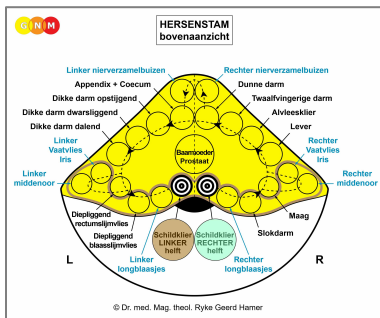 G N M
HERSENSTAM
bovenaanzicht
Linker nierverzamelbuizen
Rechter nierverzamelbuizen
Appendix + Coecum
Dunne darm
Dikke darm opstijgend
Twaalfvingerige darm
Dikke darm dwarsliggend
Alvleesklier
Dikke darm dalend
Lever
Linker
Vaatvlies
Iris
Rechter
Vaatvlies
Iris
Baarmoeder
Prostaat
Linker
middenoor
Rechter
middenoor
Diepliggend
rectumslijmvlies
Maag
Diepliggend
blaasslijmvlies
Slokdarm
Schildklier
LINKER
helft
Schildklier
RECHTER
helft
Linker
longblaasjes
Rechter
longblaasjes
L
R
© Dr. med. Mag. theol. Ryke Geerd Hamer